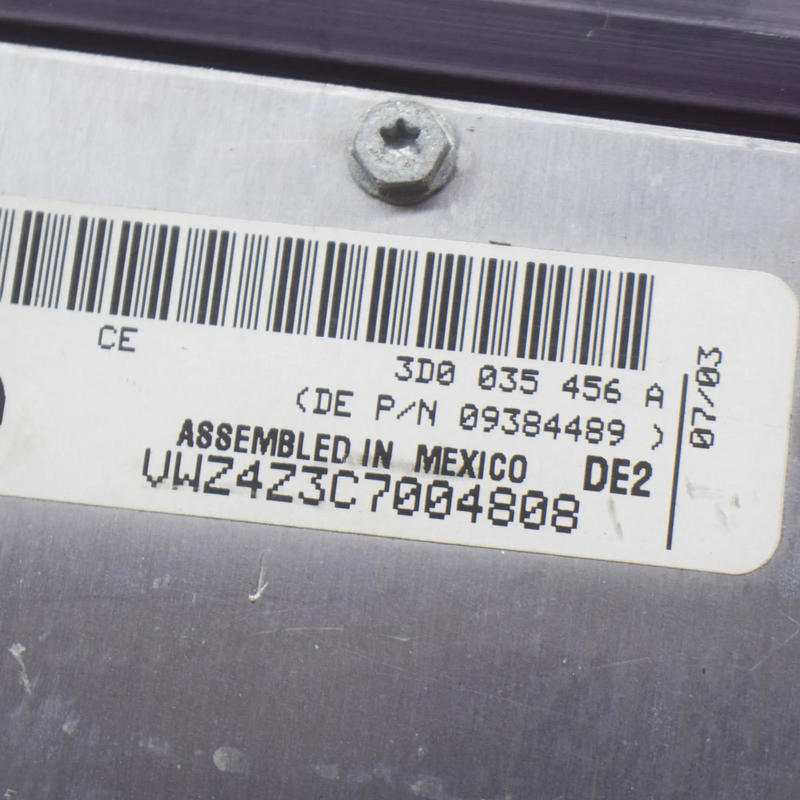 CE
3D0 035 456 A
(DE P/N 09384489 )
ASSEMBLED IN MEXICO DE2
VWZ4Z3C7004808
07/03